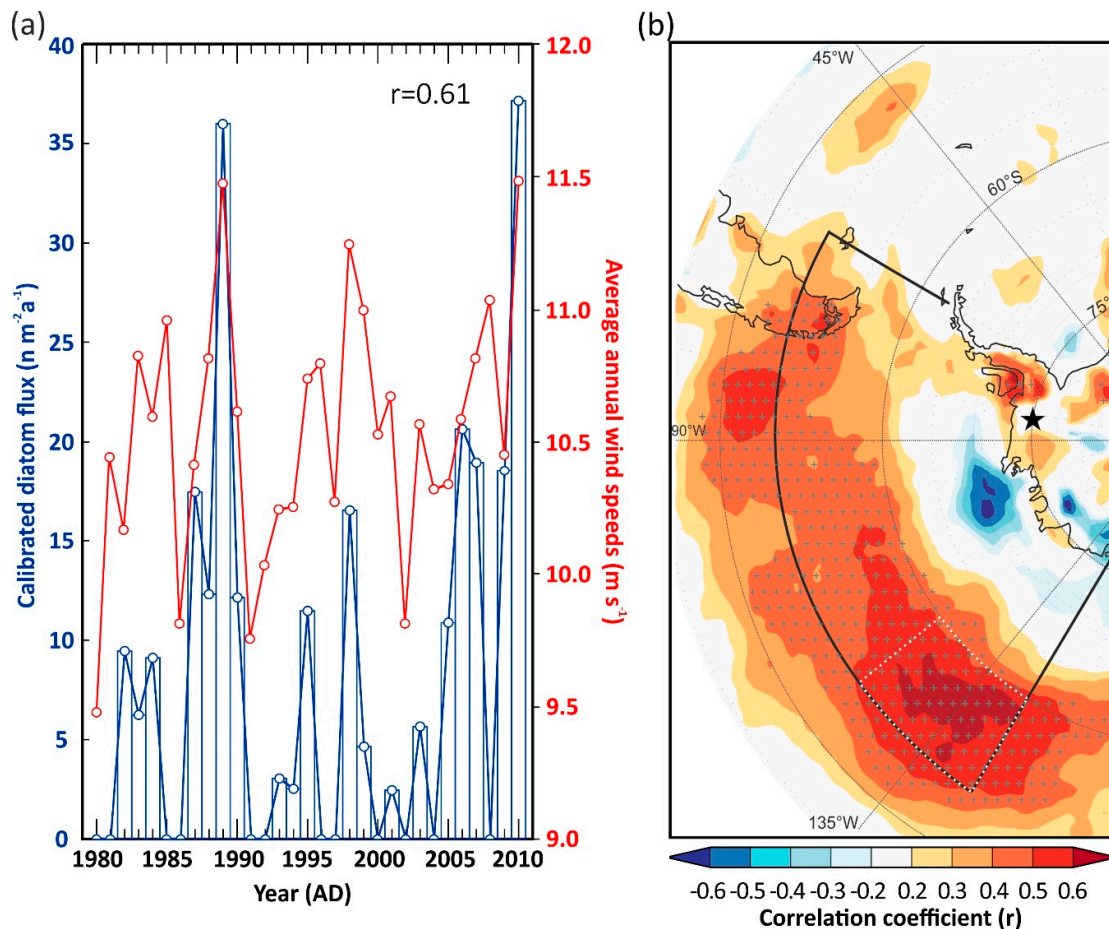 (a)
40
35
30
25
20
15
10
5
0
Calibrated diatom flux (n m⁻²a⁻¹)
r=0.61
12.0
11.5
11.0
10.5
10.0
9.5
9.0
Average annual wind speeds (m s⁻¹)
1980 1985 1990 1995 2000 2005 2010
Year (AD)
(b)
45°W
60°S
75°
90°W
135°W
-0.6 -0.5 -0.4 -0.3 -0.2 0.2 0.3 0.4 0.5 0.6
Correlation coefficient (r)